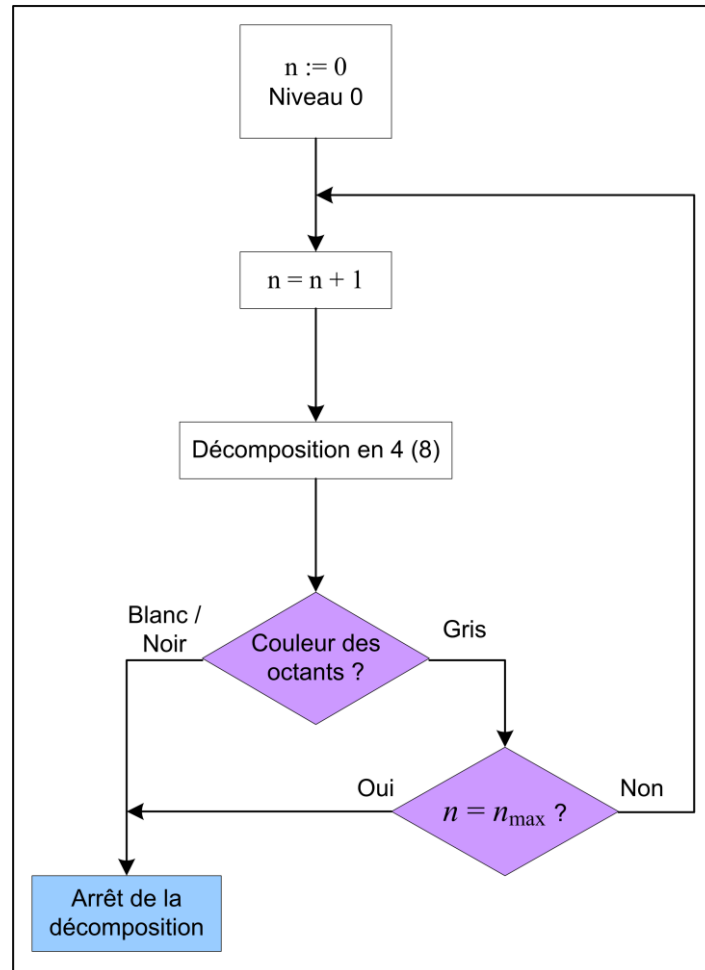 n := 0
Niveau 0
n = n + 1
Décomposition en 4 (8)
Blanc /
Noir
Couleur des
octants ?
Gris
Oui
n = nmax ?
Non
Arrêt de la
décomposition